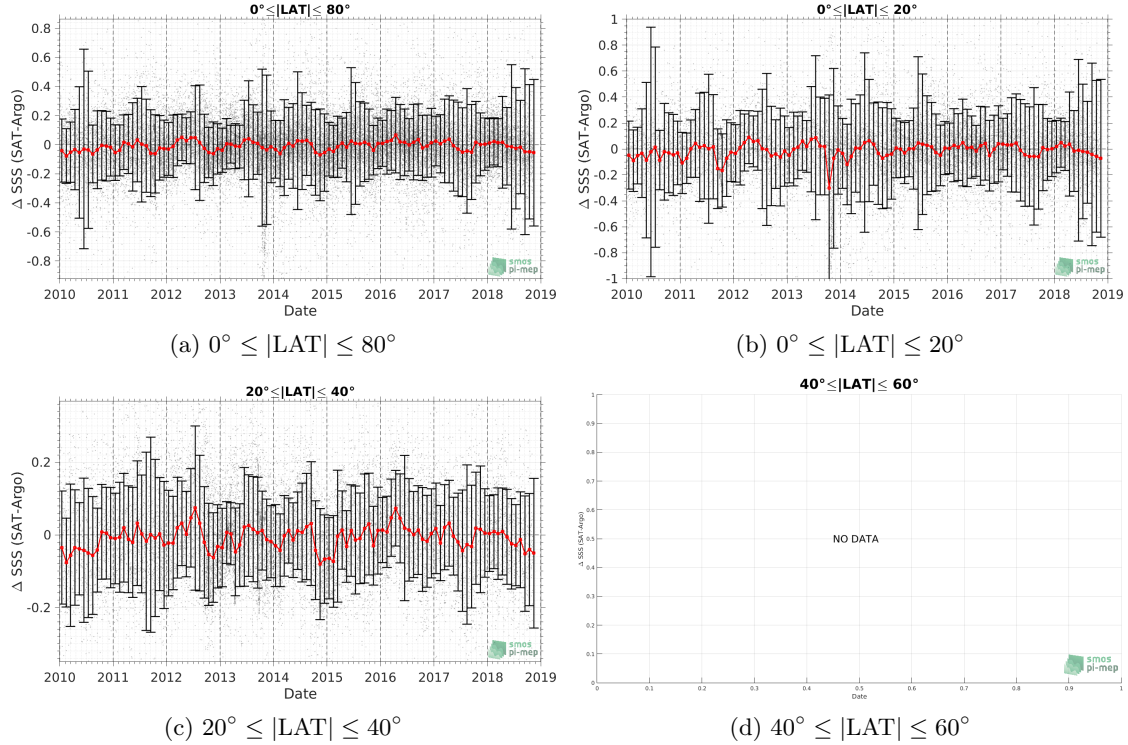 0°≤|LAT|≤ 80°
Δ SSS (SAT-Argo)
0.8
0.6
0.4
0.2
0
-0.2
-0.4
-0.6
-0.8
2010 2011 2012 2013 2014 2015 2016 2017 2018 2019
Date
smos
pi-mep
(a) 0° ≤ |LAT| ≤ 80°
0°≤|LAT|≤ 20°
Δ SSS (SAT-Argo)
1
0.8
0.6
0.4
0.2
0
-0.2
-0.4
-0.6
-0.8
-1
2010 2011 2012 2013 2014 2015 2016 2017 2018 2019
Date
smos
pi-mep
(b) 0° ≤ |LAT| ≤ 20°
20°≤|LAT|≤ 40°
Δ SSS (SAT-Argo)
0.2
0
-0.2
2010 2011 2012 2013 2014 2015 2016 2017 2018 2019
Date
smos
pi-mep
(c) 20° ≤ |LAT| ≤ 40°
40°≤|LAT|≤ 60°
Δ SSS (SAT-Argo)
1
0.9
0.8
0.7
0.6
0.5
0.4
0.3
0.2
0.1
0
NO DATA
0 0.1 0.2 0.3 0.4 0.5 0.6 0.7 0.8 0.9 1
Date
smos
pi-mep
(d) 40° ≤ |LAT| ≤ 60°